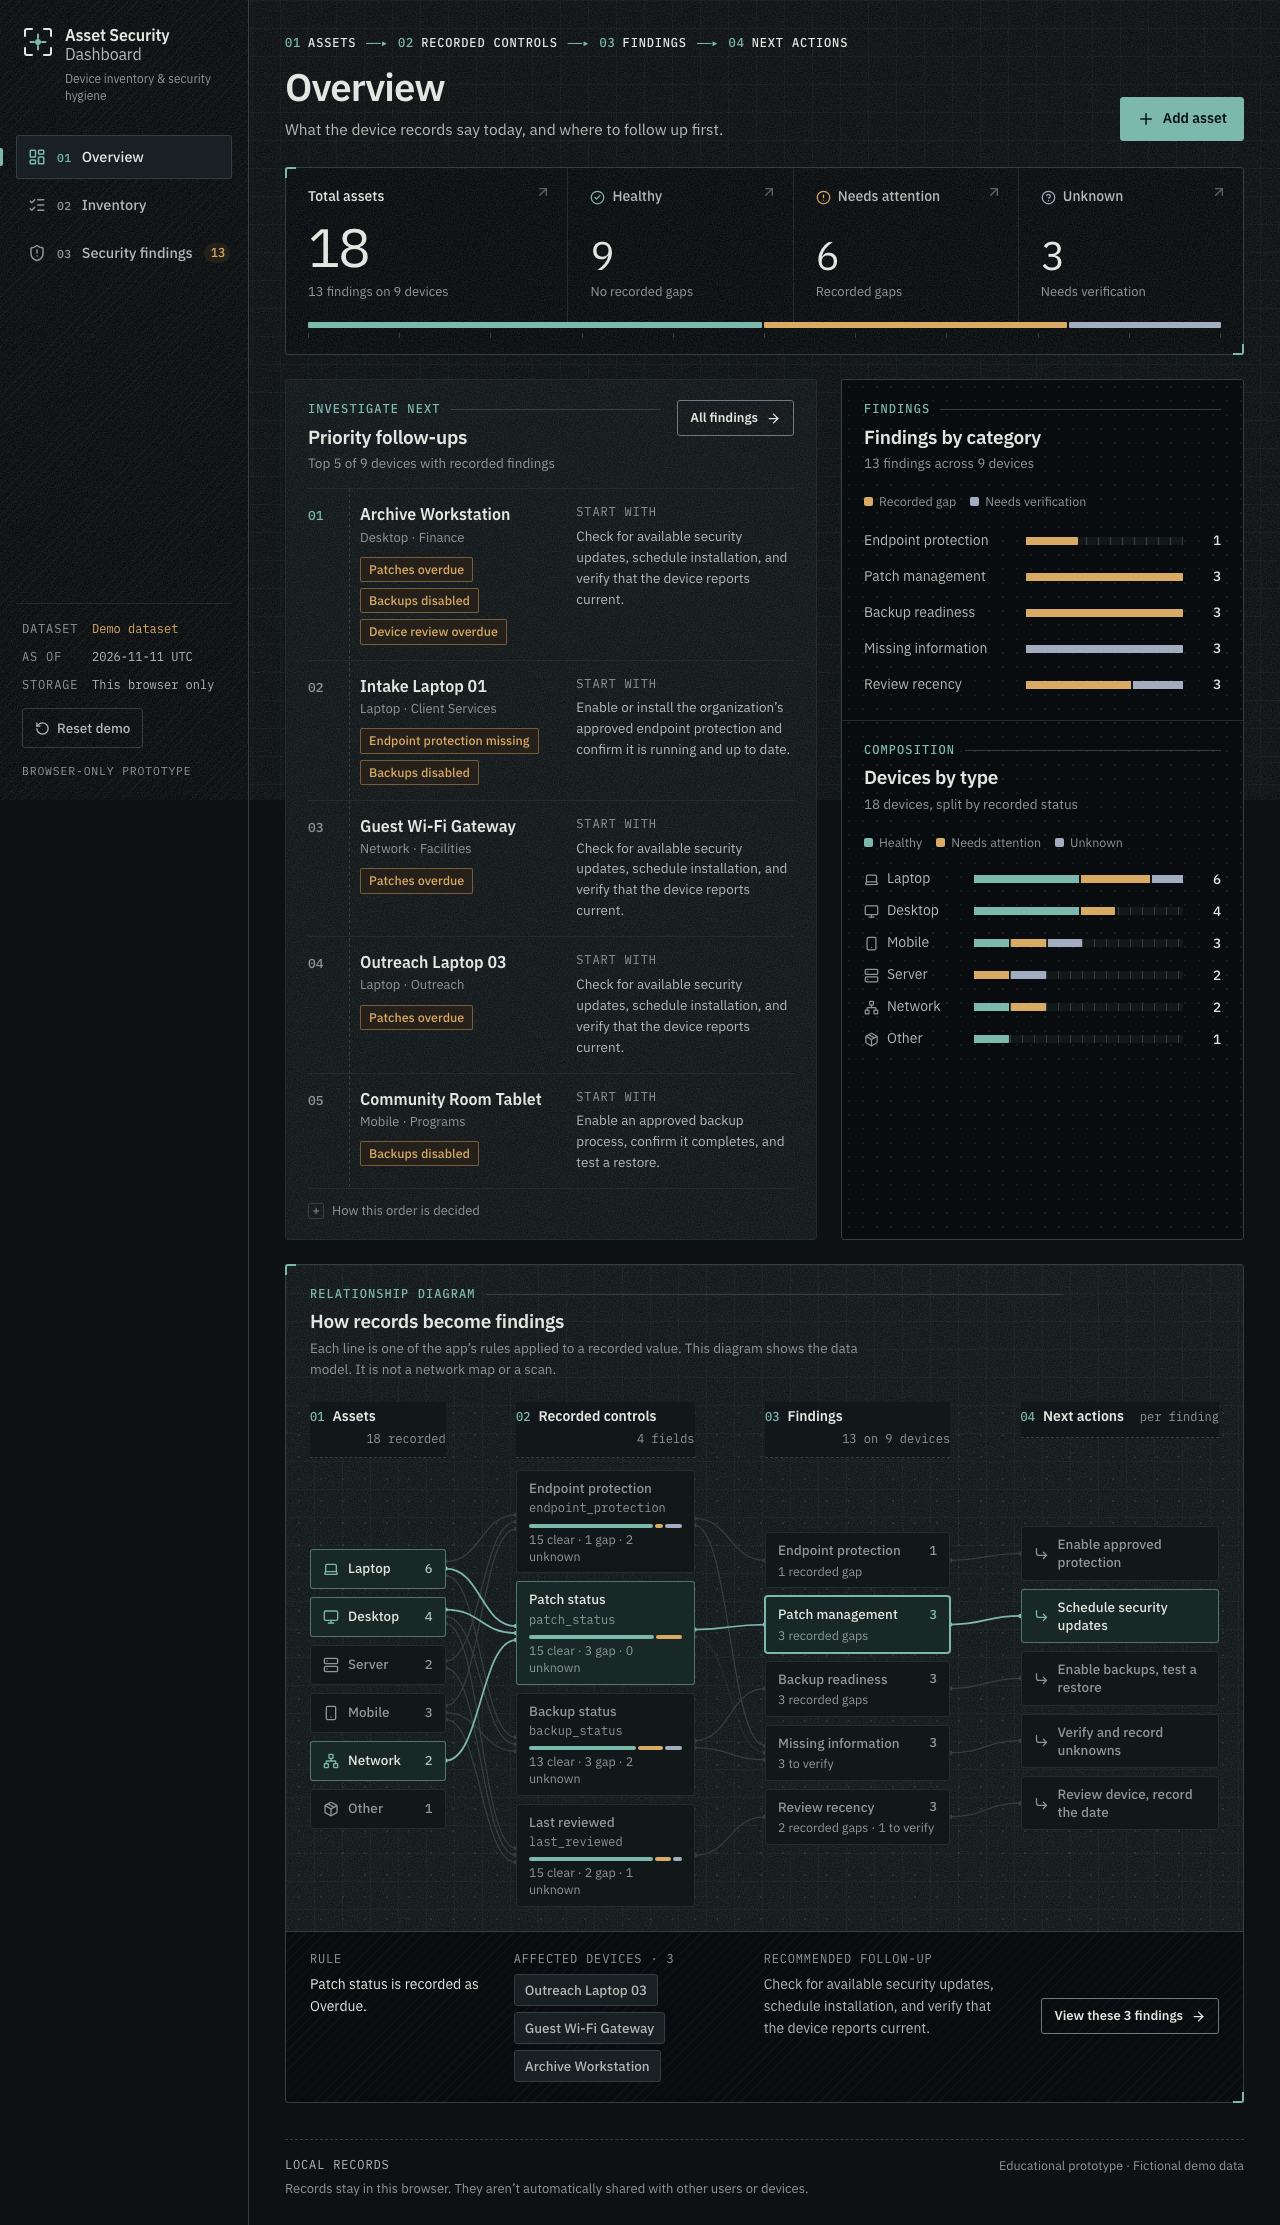 Asset Security
Dashboard
Device inventory & security
hygiene
01 Overview
02 Inventory
03 Security findings 13
DATASET Demo dataset
AS OF 2026-11-11 UTC
STORAGE This browser only
Reset demo
BROWSER-ONLY PROTOTYPE
01 ASSETS 02 RECORDED CONTROLS 03 FINDINGS 04 NEXT ACTIONS
Overview
What the device records say today, and where to follow up first.
Add asset
Total assets
18
13 findings on 9 devices
Healthy
9
No recorded gaps
Needs attention
6
Recorded gaps
Unknown
3
Needs verification
INVESTIGATE NEXT
Priority follow-ups
Top 5 of 9 devices with recorded findings
All findings
01 Archive Workstation
Desktop · Finance
Patches overdue
Backups disabled
Device review overdue
START WITH
Check for available security
updates, schedule installation, and
verify that the device reports
current.
02 Intake Laptop 01
Laptop · Client Services
Endpoint protection missing
Backups disabled
START WITH
Enable or install the organization’s
approved endpoint protection and
confirm it is running and up to date.
03 Guest Wi-Fi Gateway
Network · Facilities
Patches overdue
START WITH
Check for available security
updates, schedule installation, and
verify that the device reports
current.
04 Outreach Laptop 03
Laptop · Outreach
Patches overdue
START WITH
Check for available security
updates, schedule installation, and
verify that the device reports
current.
05 Community Room Tablet
Mobile · Programs
Backups disabled
START WITH
Enable an approved backup
process, confirm it completes, and
test a restore.
How this order is decided
FINDINGS
Findings by category
13 findings across 9 devices
Recorded gap Needs verification
Endpoint protection 1
Patch management 3
Backup readiness 3
Missing information 3
Review recency 3
COMPOSITION
Devices by type
18 devices, split by recorded status
Healthy Needs attention Unknown
Laptop 6
Desktop 4
Mobile 3
Server 2
Network 2
Other 1
RELATIONSHIP DIAGRAM
How records become findings
Each line is one of the app’s rules applied to a recorded value. This diagram shows the data
model. It is not a network map or a scan.
01 Assets
18 recorded
Laptop 6
Desktop 4
Server 2
Mobile 3
Network 2
Other 1
02 Recorded controls
4 fields
Endpoint protection
endpoint_protection
15 clear · 1 gap · 2
unknown
Patch status
patch_status
15 clear · 3 gap · 0
unknown
Backup status
backup_status
13 clear · 3 gap · 2
unknown
Last reviewed
last_reviewed
15 clear · 2 gap · 1
unknown
03 Findings
13 on 9 devices
Endpoint protection 1
1 recorded gap
Patch management 3
3 recorded gaps
Backup readiness 3
3 recorded gaps
Missing information 3
3 to verify
Review recency 3
2 recorded gaps · 1 to verify
04 Next actions per finding
Enable approved
protection
Schedule security
updates
Enable backups, test a
restore
Verify and record
unknowns
Review device, record
the date
RULE
Patch status is recorded as
Overdue.
AFFECTED DEVICES · 3
Outreach Laptop 03
Guest Wi-Fi Gateway
Archive Workstation
RECOMMENDED FOLLOW-UP
Check for available security updates,
schedule installation, and verify that
the device reports current.
View these 3 findings
LOCAL RECORDS
Records stay in this browser. They aren’t automatically shared with other users or devices.
Educational prototype · Fictional demo data